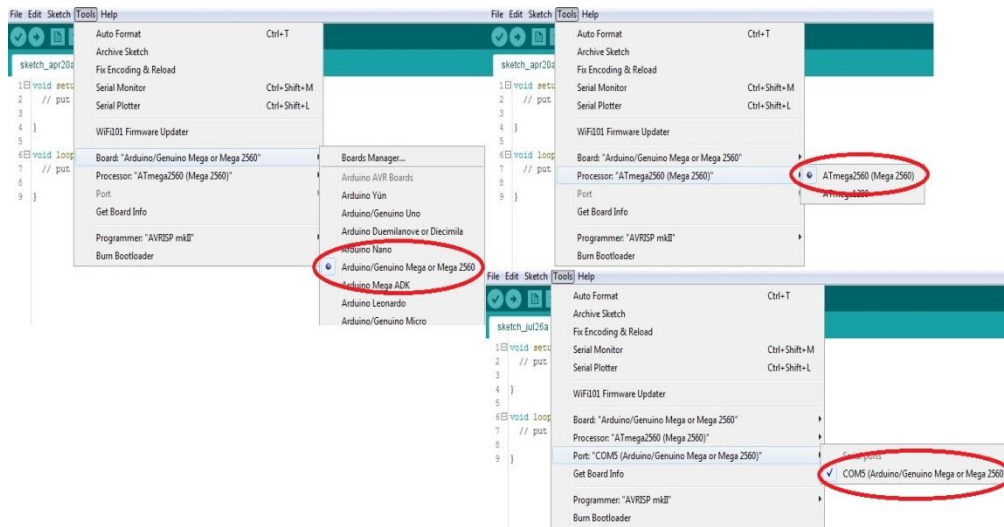 File Edit Sketch Tools Help
Auto Format Ctrl+T
Archive Sketch
sketch_apr20a
Fix Encoding & Reload
1 void setu Serial Monitor Ctrl+Shift+M
2 // put Serial Plotter Ctrl+Shift+L
3
4 } WiFi101 Firmware Updater
5
6 void loop Board: "Arduino/Genuino Mega or Mega 2560" Boards Manager...
7 // put Processor: "ATmega2560 (Mega 2560)" Arduino AVR Boards
8 Port Arduino Yún
9 } Get Board Info Arduino/Genuino Uno
Arduino Duemilanove or Diecimila
Programmer: "AVRISP mkII" Arduino Nano
Burn Bootloader Arduino/Genuino Mega or Mega 2560
Arduino Mega ADK
Arduino Leonardo
Arduino/Genuino Micro
File Edit Sketch Tools Help
Auto Format Ctrl+T
Archive Sketch
sketch_apr20a
Fix Encoding & Reload
1 void setu Serial Monitor Ctrl+Shift+M
2 // put Serial Plotter Ctrl+Shift+L
3
4 } WiFi101 Firmware Updater
5
6 void loop Board: "Arduino/Genuino Mega or Mega 2560"
7 // put Processor: "ATmega2560 (Mega 2560)" ATmega2560 (Mega 2560)
8 Port ATmega1280
9 } Get Board Info
Programmer: "AVRISP mkII"
Burn Bootloader
File Edit Sketch Tools Help
Auto Format Ctrl+T
Archive Sketch
sketch_jul26a
Fix Encoding & Reload
1 void setu Serial Monitor Ctrl+Shift+M
2 // put Serial Plotter Ctrl+Shift+L
3
4 } WiFi101 Firmware Updater
5
6 void loop Board: "Arduino/Genuino Mega or Mega 2560"
7 // put Processor: "ATmega2560 (Mega 2560)"
8 Port: "COM5 (Arduino/Genuino Mega or Mega 2560)" Serial ports
9 } Get Board Info COM5 (Arduino/Genuino Mega or Mega 2560
Programmer: "AVRISP mkII"
Burn Bootloader